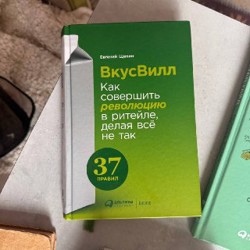 Евгений Щепин
ВкусВилл
Как
совершить
революцию
в ритейле,
делая всё
не так
37
ПРАВИЛ